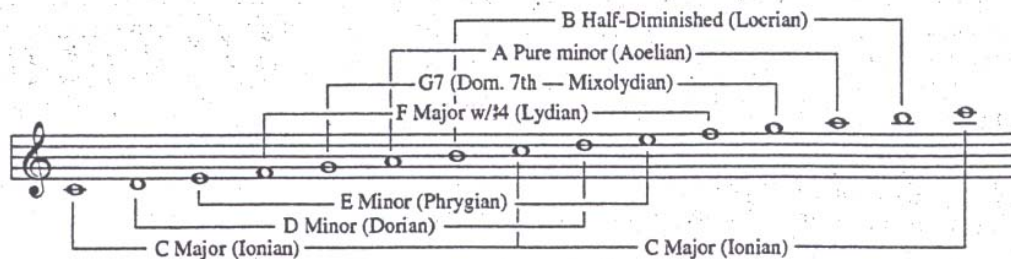 B Half-Diminished (Locrian)
A Pure minor (Aoelian)
G7 (Dom. 7th — Mixolydian)
F Major w/♮4 (Lydian)
E Minor (Phrygian)
D Minor (Dorian)
C Major (Ionian) C Major (Ionian)